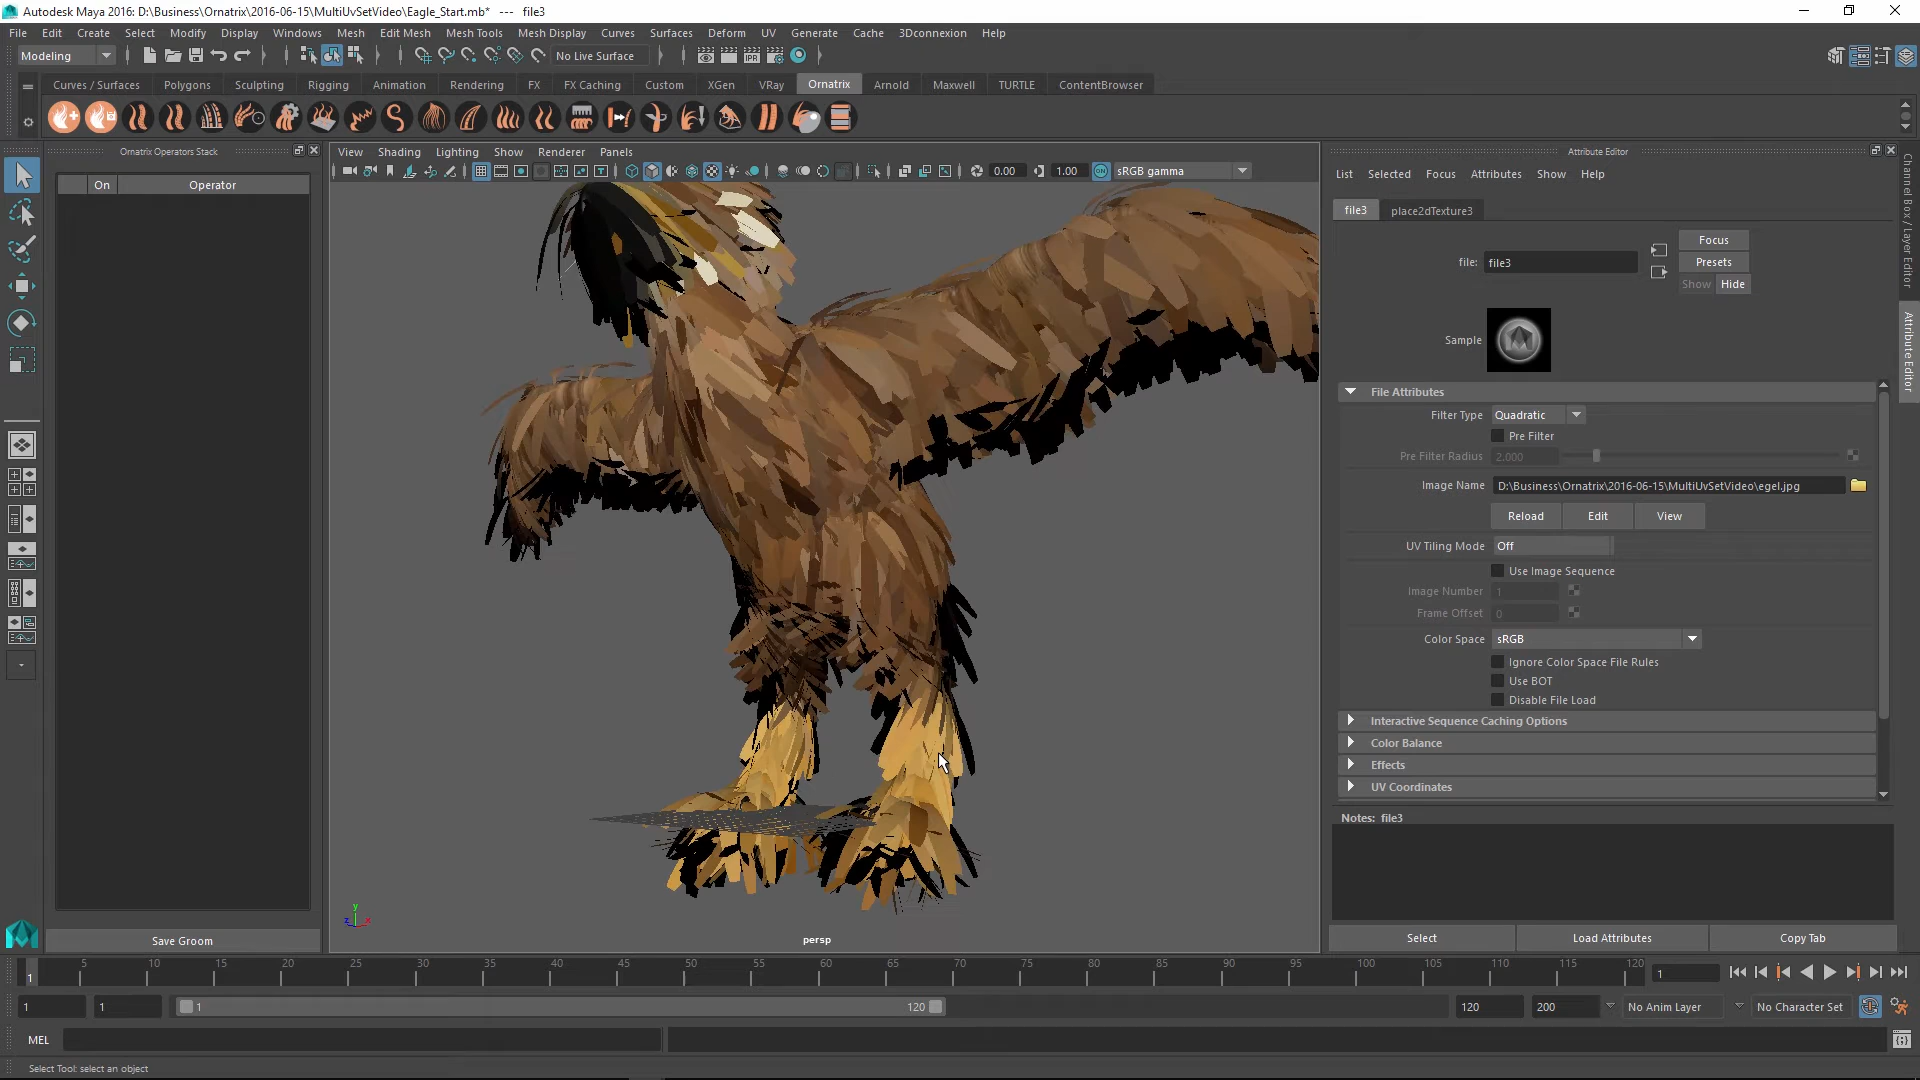 Autodesk Maya 2016: D:\Business\Ornatrix\2016-06-15\MultiUvSetVideo\Eagle_Start.mb* --- file3
File Edit Create Select Modify Display Windows Mesh Edit Mesh Mesh Tools Mesh Display Curves Surfaces Deform UV Generate Cache 3Dconnexion Help
Modeling No Live Surface
Curves / Surfaces Polygons Sculpting Rigging Animation Rendering FX FX Caching Custom XGen VRay Ornatrix Arnold Maxwell TURTLE ContentBrowser
Ornatrix Operators Stack
On Operator
Save Groom
View Shading Lighting Show Renderer Panels
0.00 1.00 ON sRGB gamma
y
z x
persp
Attribute Editor
List Selected Focus Attributes Show Help
file3 place2dTexture3
file: file3
Focus
Presets
Show Hide
Sample
File Attributes
Filter Type Quadratic
Pre Filter
Pre Filter Radius 2.000
Image Name D:\Business\Ornatrix\2016-06-15\MultiUvSetVideo\egel.jpg
Reload Edit View
UV Tiling Mode Off
Use Image Sequence
Image Number 1
Frame Offset 0
Color Space sRGB
Ignore Color Space File Rules
Use BOT
Disable File Load
Interactive Sequence Caching Options
Color Balance
Effects
UV Coordinates
Notes: file3
Select Load Attributes Copy Tab
Channel Box / Layer Editor
Attribute Editor
1 5 10 15 20 25 30 35 40 45 50 55 60 65 70 75 80 85 90 95 100 105 110 115 120 1
1 1 1 120 120 200 No Anim Layer No Character Set
MEL
Select Tool: select an object